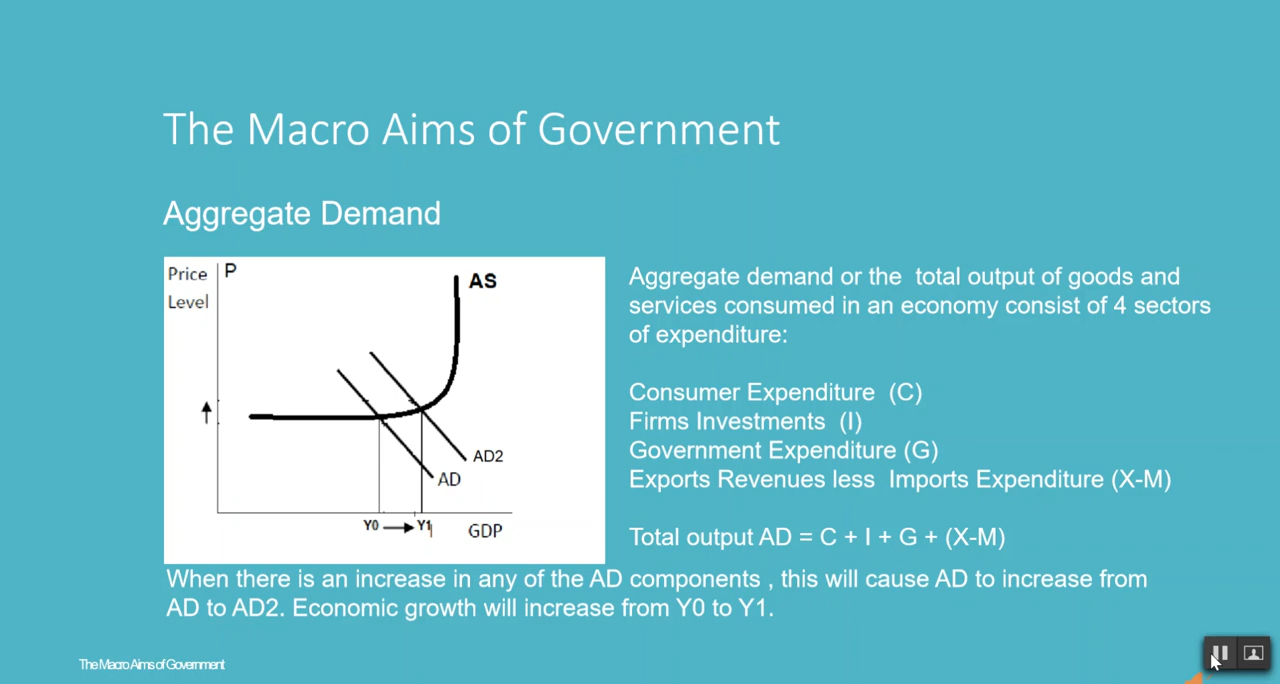 The Macro Aims of Government
Aggregate Demand
Price
Level
P
AS
AD2
AD
Y0
Y1
GDP
Aggregate demand or the total output of goods and
services consumed in an economy consist of 4 sectors
of expenditure:
Consumer Expenditure (C)
Firms Investments (I)
Government Expenditure (G)
Exports Revenues less Imports Expenditure (X-M)
Total output AD = C + I + G + (X-M)
When there is an increase in any of the AD components , this will cause AD to increase from
AD to AD2. Economic growth will increase from Y0 to Y1.
The Macro Aims of Government